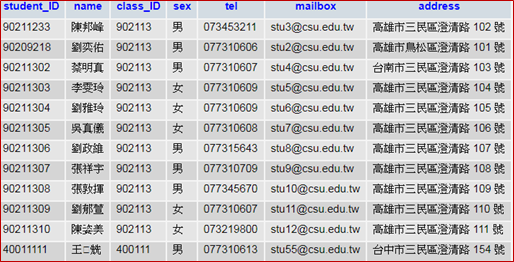 student_ID name class_ID sex tel mailbox address
90211233 陳邦峰 902113 男 073453211 stu3@csu.edu.tw 高雄市三民區澄清路 102 號
90209218 劉奕佑 902113 男 077310606 stu2@csu.edu.tw 高雄市鳥松區澄清路 101 號
90211302 蔡明真 902113 男 077310607 stu4@csu.edu.tw 台南市三民區澄清路 103 號
90211303 李雯玲 902113 女 077310609 stu5@csu.edu.tw 高雄市三民區澄清路 104 號
90211304 劉雅玲 902113 女 077310609 stu6@csu.edu.tw 高雄市三民區澄清路 105 號
90211305 吳真儀 902113 女 077310608 stu7@csu.edu.tw 高雄市三民區澄清路 106 號
90211306 劉政維 902113 男 077315643 stu8@csu.edu.tw 高雄市三民區澄清路 107 號
90211307 張祥宇 902113 男 077310709 stu9@csu.edu.tw 高雄市三民區澄清路 108 號
90211308 張敦揮 902113 男 077345670 stu10@csu.edu.tw 高雄市三民區澄清路 109 號
90211309 劉郁萱 902113 女 077310607 stu11@csu.edu.tw 高雄市三民區澄清路 110 號
90211310 902113 女 073219800 stu12@csu.edu.tw 高雄市三民區澄清路 111 號
40011111 400111 男 077310613 stu55@csu.edu.tw 台中市三民區澄清路 154 號